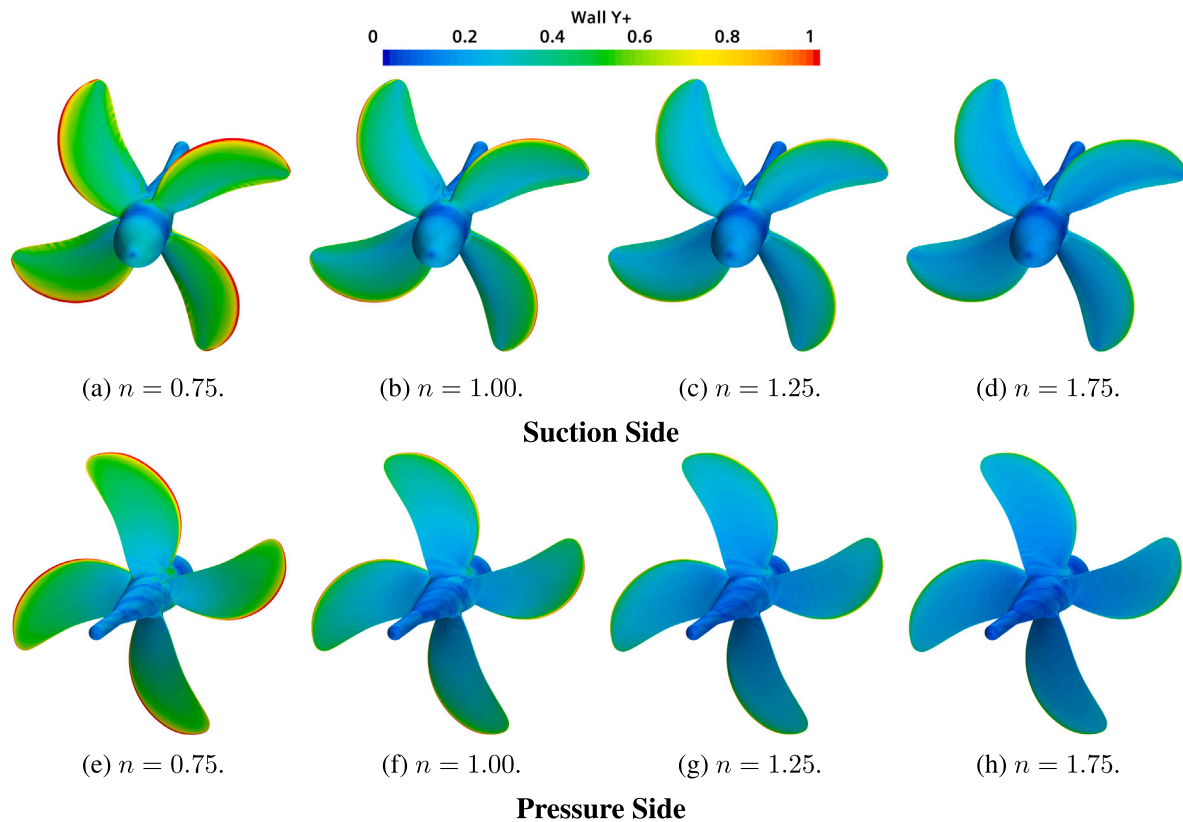 Wall Y+
0 0.2 0.4 0.6 0.8 1
(a) n = 0.75. (b) n = 1.00. (c) n = 1.25. (d) n = 1.75.
Suction Side
(e) n = 0.75. (f) n = 1.00. (g) n = 1.25. (h) n = 1.75.
Pressure Side